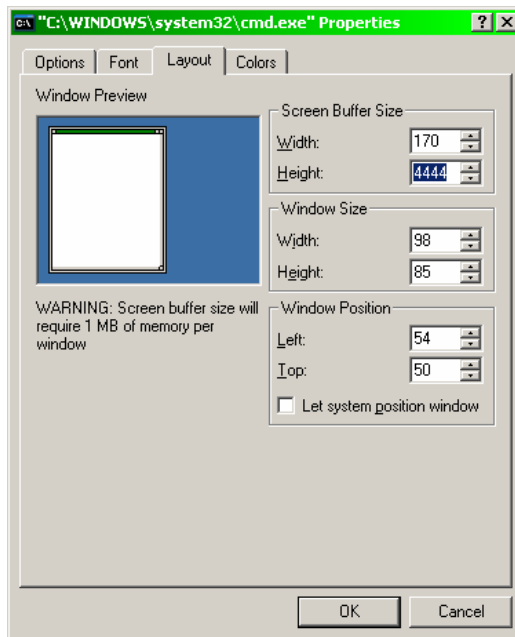 "C:\WINDOWS\system32\cmd.exe" Properties
Options Font Layout Colors
Window Preview
WARNING: Screen buffer size will
require 1 MB of memory per
window
Screen Buffer Size
Width: 170
Height: 4444
Window Size
Width: 98
Height: 85
Window Position
Left: 54
Top: 50
Let system position window
OK Cancel